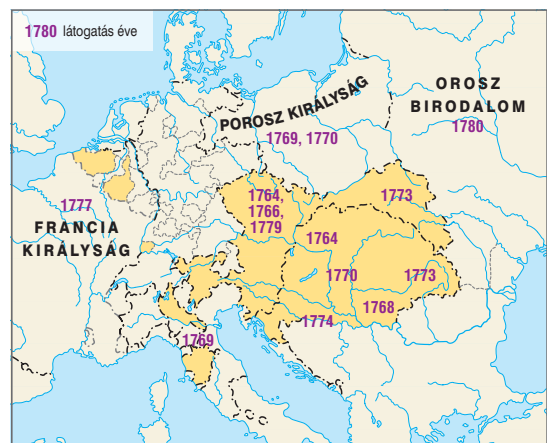 1780 látogatás éve
OROSZ
BIRODALOM
1780
POROSZ KIRÁLYSÁG
1769, 1770
1777
FRANCIA
KIRÁLYSÁG
1764,
1766,
1779
1773
1764
1770
1773
1768
1774
1769